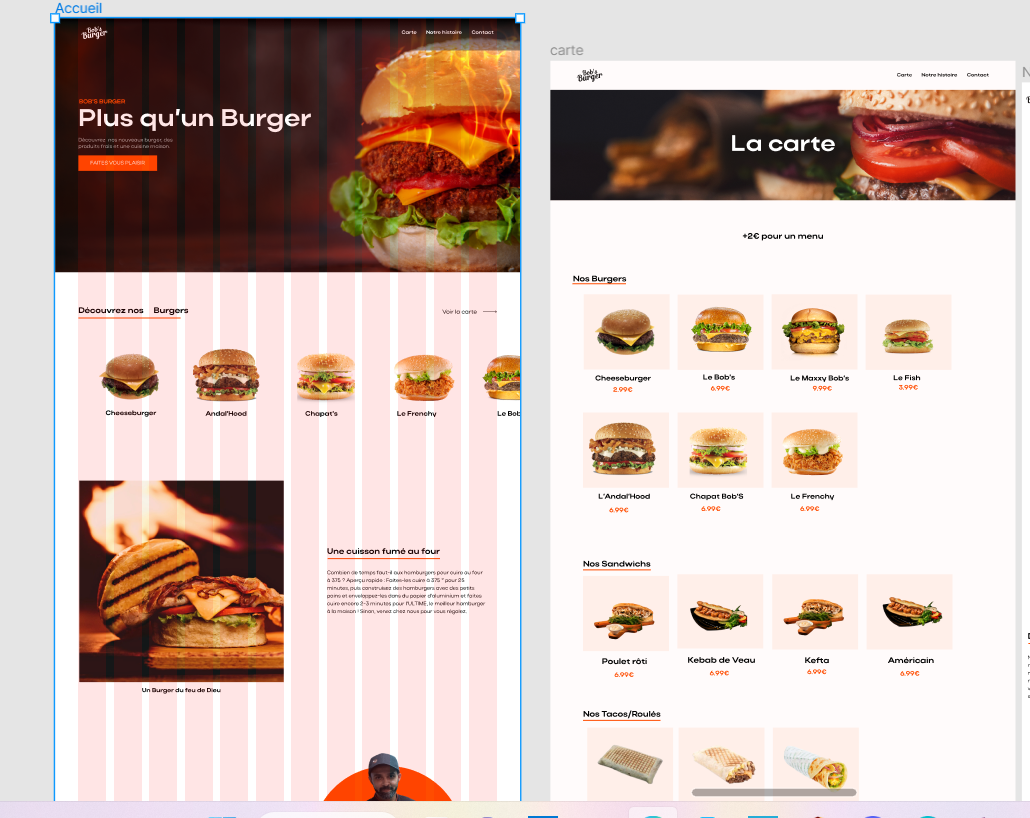 Accueil
Bob's
Burger
Carte Notre histoire Contact
BOB'S BURGER
Plus qu'un Burger
Découvrez nos nouveaux burger, des
produits frais et une cuisine maison.
FAITES VOUS PLAISIR
Découvrez nos Burgers
Voir la carte
Cheeseburger
Andal'Hood
Chapat's
Le Frenchy
Le Bob
Une cuisson fumé au four
Combien de temps faut-il aux hamburgers pour cuire au four
à 375 ? Aperçu rapide : Faites-les cuire à 375 ° pour 25
minutes, puis construisez des hamburgers avec des petits
pains et enveloppez-les dans du papier d'aluminium et faites
cuire encore 2-3 minutes pour l'ULTIME, le meilleur hamburger
à la maison ! Sinon, venez chez nous pour vous régalez.
Un Burger du feu de Dieu
carte
Bob's
Burger
Carte Notre histoire Contact
La carte
+2€ pour un menu
Nos Burgers
Cheeseburger
2.99€
Le Bob's
6.99€
Le Maxxy Bob's
9.99€
Le Fish
3.99€
L'Andal'Hood
6.99€
Chapat Bob'S
6.99€
Le Frenchy
6.99€
Nos Sandwichs
Poulet rôti
6.99€
Kebab de Veau
6.99€
Kefta
6.99€
Américain
6.99€
Nos Tacos/Roulés